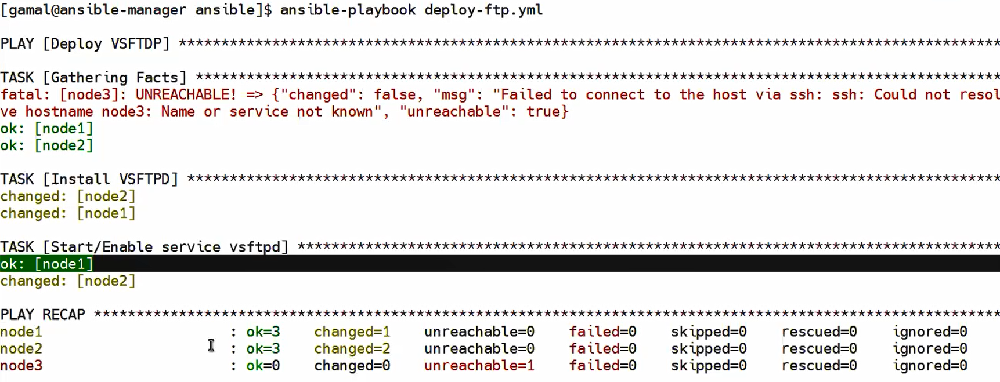 [gamal@ansible-manager ansible]$ ansible-playbook deploy-ftp.yml
PLAY [Deploy VSFTDP] *************************************************************************************************
TASK [Gathering Facts] ***********************************************************************************************
fatal: [node3]: UNREACHABLE! => {"changed": false, "msg": "Failed to connect to the host via ssh: ssh: Could not resol
ve hostname node3: Name or service not known", "unreachable": true}
ok: [node1]
ok: [node2]
TASK [Install VSFTPD] ************************************************************************************************
changed: [node2]
changed: [node1]
TASK [Start/Enable service vsftpd] ***********************************************************************************
ok: [node1]
changed: [node2]
PLAY RECAP ***********************************************************************************************************
node1 : ok=3 changed=1 unreachable=0 failed=0 skipped=0 rescued=0 ignored=0
node2 : ok=3 changed=2 unreachable=0 failed=0 skipped=0 rescued=0 ignored=0
node3 : ok=0 changed=0 unreachable=1 failed=0 skipped=0 rescued=0 ignored=0